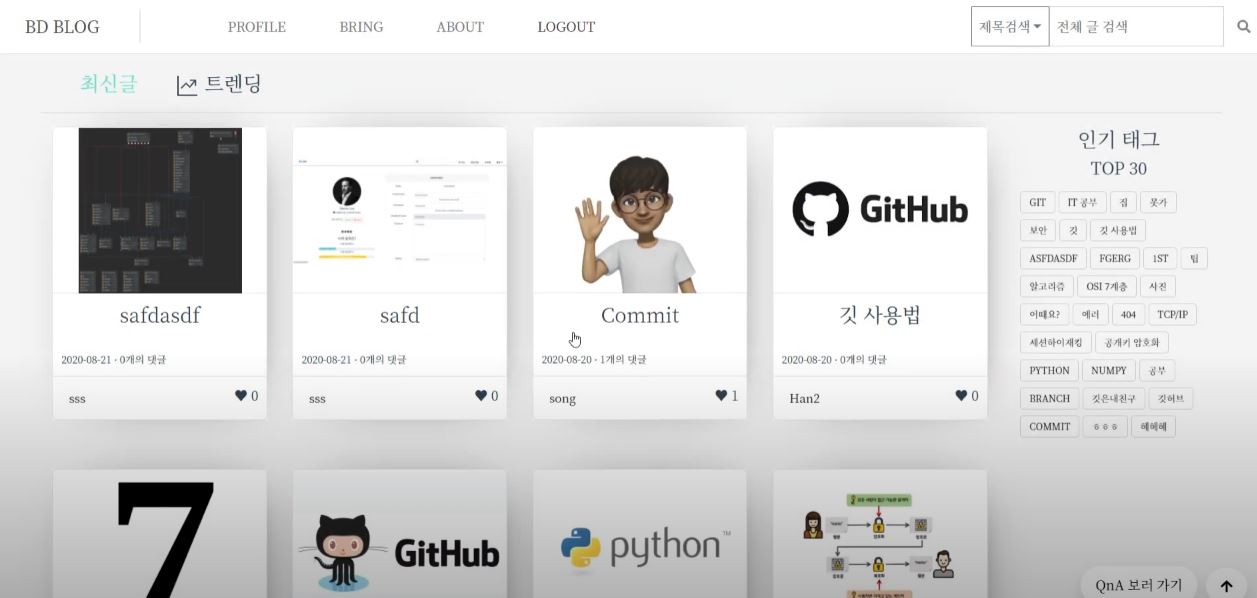 BD BLOG
PROFILE
BRING
ABOUT
LOGOUT
제목검색
전체 글 검색
최신글
트렌딩
safdasdf
2020-08-21 · 0개의 댓글
sss
0
safd
2020-08-21 · 0개의 댓글
sss
0
Commit
2020-08-20 · 1개의 댓글
song
1
GitHub
깃 사용법
2020-08-20 · 0개의 댓글
Han2
0
7
GitHub
python™
인기 태그
TOP 30
GIT IT 공부 짐 풋가
보안 깃 깃 사용법
ASFDASDF FGERG 1ST 팁
알고리즘 OSI 7계층 사진
어때요? 에러 404 TCP/IP
세션하이재킹 공개키 암호화
PYTHON NUMPY 공부
BRANCH 깃은내친구 깃허브
COMMIT ㅎㅎㅎ 헤헤헤
QnA 보러 가기